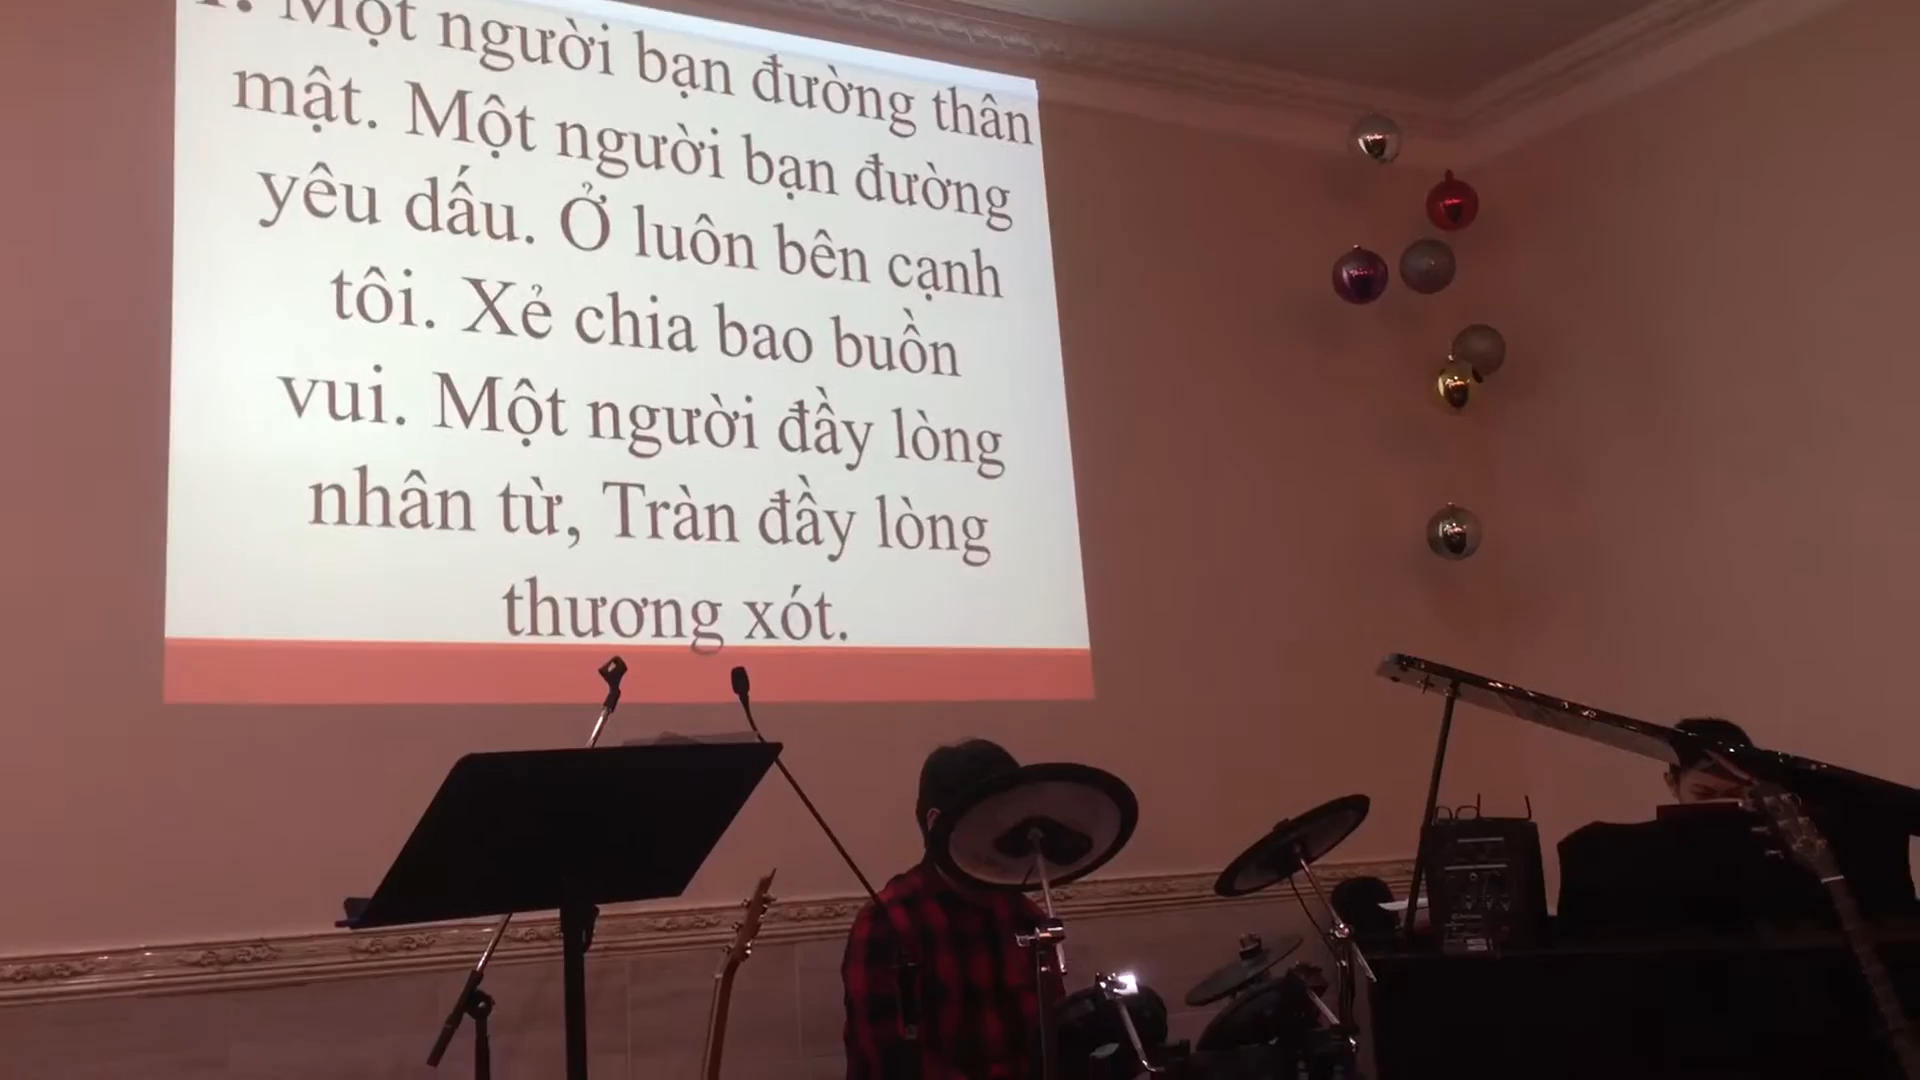 1. Một người bạn đường thân
mật. Một người bạn đường
yêu dấu. Ở luôn bên cạnh
tôi. Xẻ chia bao buồn
vui. Một người đầy lòng
nhân từ, Tràn đầy lòng
thương xót.